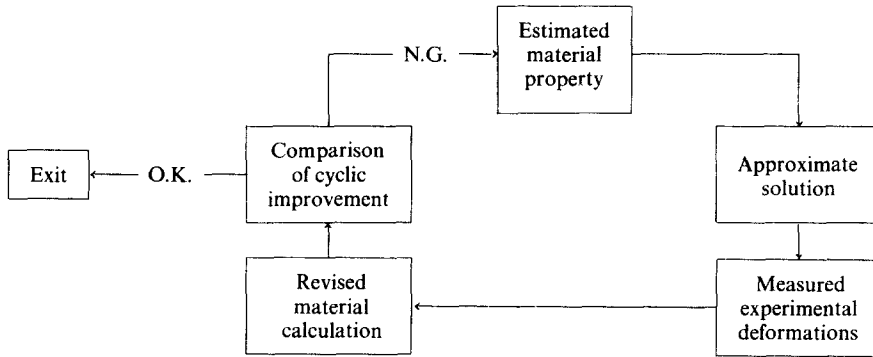 Estimated
material
property
N.G.
Comparison
of cyclic
improvement
Exit
O.K.
Approximate
solution
Revised
material
calculation
Measured
experimental
deformations